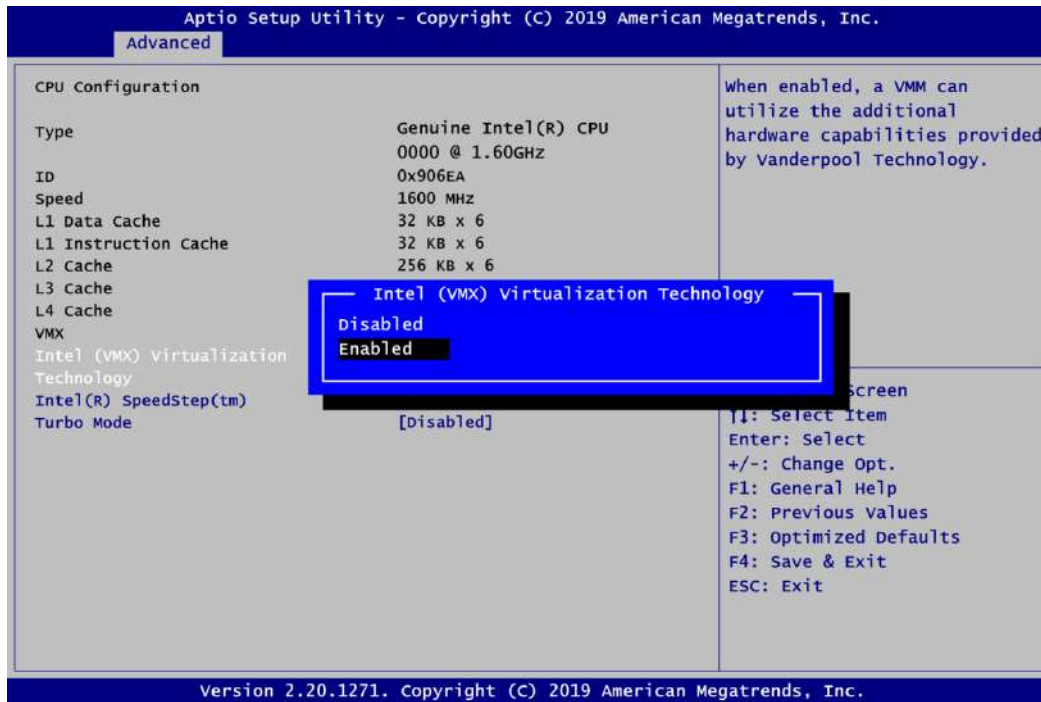 Aptio Setup Utility - Copyright (C) 2019 American Megatrends, Inc.
Advanced
CPU Configuration
Type Genuine Intel(R) CPU
0000 @ 1.60GHz
ID 0x906EA
Speed 1600 MHz
L1 Data Cache 32 KB x 6
L1 Instruction Cache 32 KB x 6
L2 Cache 256 KB x 6
L3 Cache
L4 Cache
VMX
Intel (VMX) Virtualization
Technology
Intel(R) SpeedStep(tm)
Turbo Mode [Disabled]
Intel (VMX) Virtualization Technology
Disabled
Enabled
When enabled, a VMM can
utilize the additional
hardware capabilities provided
by Vanderpool Technology.
Screen
↑↓: Select Item
Enter: Select
+/-: Change Opt.
F1: General Help
F2: Previous Values
F3: Optimized Defaults
F4: Save & Exit
ESC: Exit
Version 2.20.1271. Copyright (C) 2019 American Megatrends, Inc.